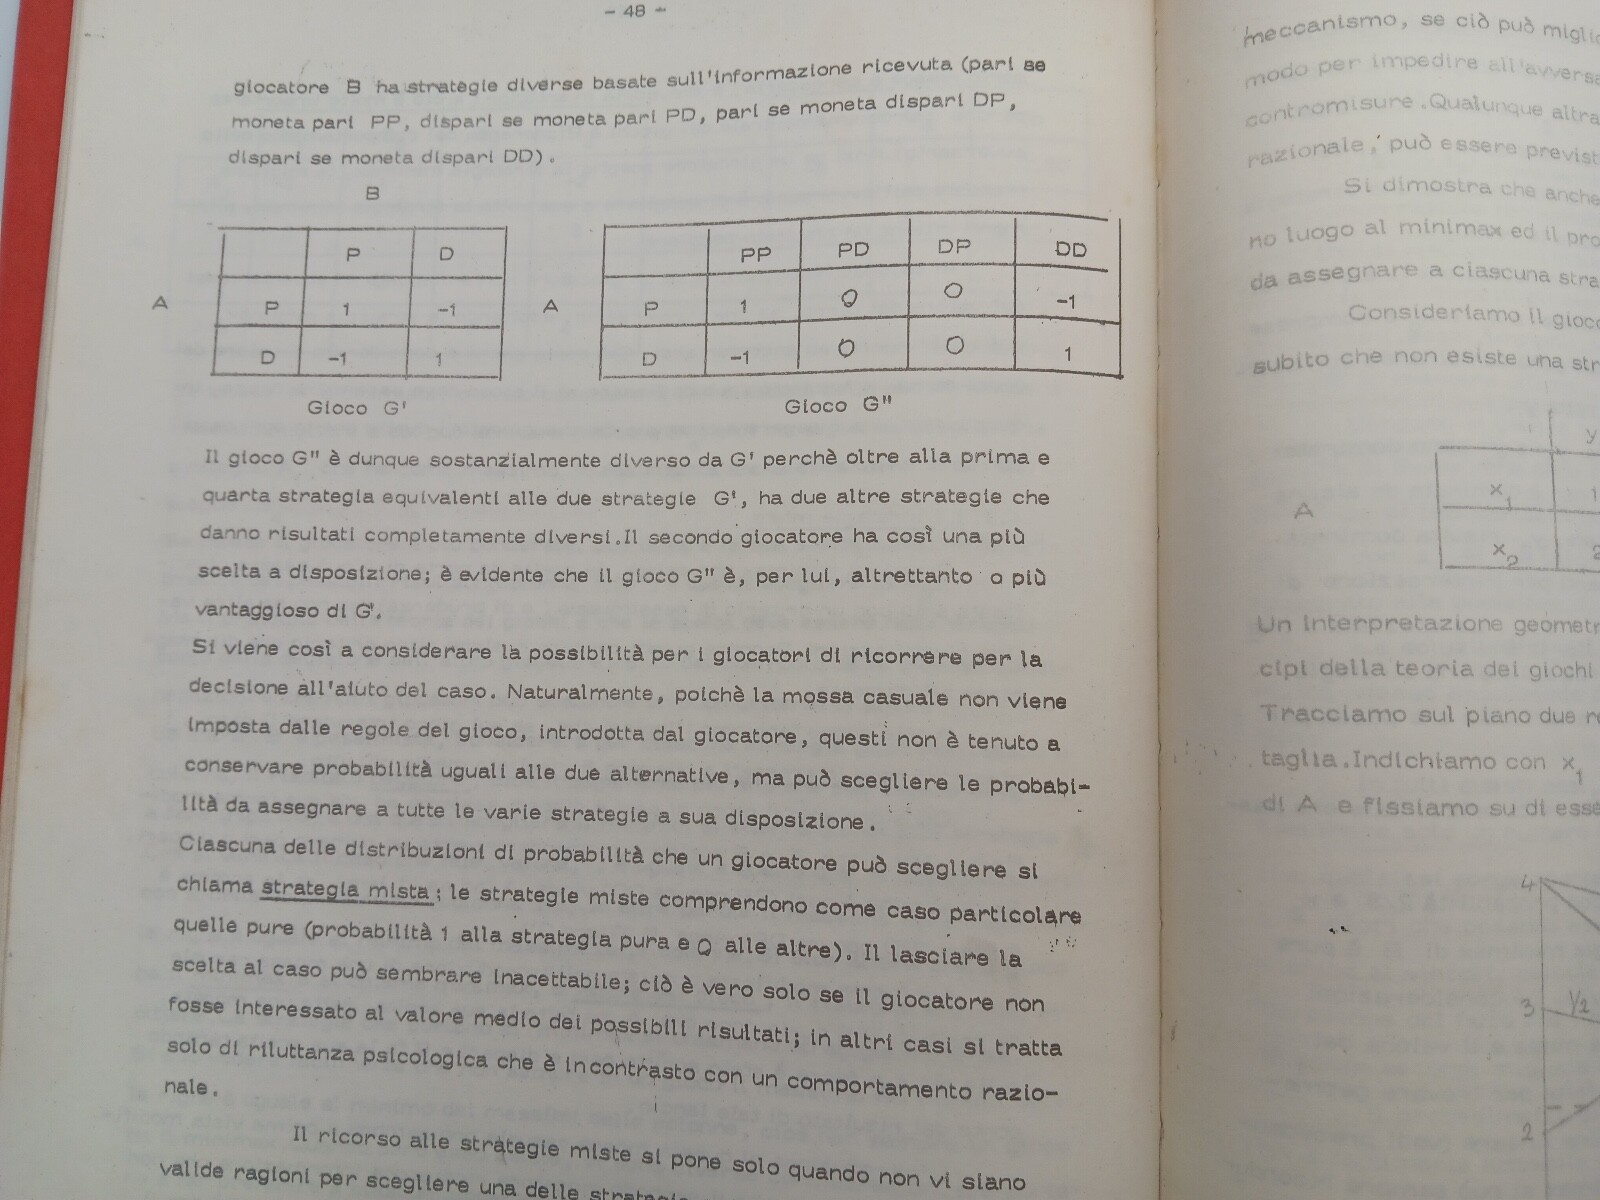 - 48 -
giocatore B ha strategie diverse basate sull'informazione ricevuta (pari se
moneta pari PP, dispari se moneta pari PD, pari se moneta dispari DP,
dispari se moneta dispari DD).
B
P D
A P 1 -1
D -1 1
Gioco G'
PP PD DP DD
A P 1 0 0 -1
D -1 0 0 1
Gioco G"
Il gioco G" è dunque sostanzialmente diverso da G' perchè oltre alla prima e
quarta strategia equivalenti alle due strategie G', ha due altre strategie che
danno risultati completamente diversi.Il secondo giocatore ha così una più
scelta a disposizione; è evidente che il gioco G" è, per lui, altrettanto o più
vantaggioso di G'.
Si viene così a considerare la possibilità per i giocatori di ricorrere per la
decisione all'aiuto del caso. Naturalmente, poichè la mossa casuale non viene
imposta dalle regole del gioco, introdotta dal giocatore, questi non è tenuto a
conservare probabilità uguali alle due alternative, ma può scegliere le probabi-
lità da assegnare a tutte le varie strategie a sua disposizione.
Ciascuna delle distribuzioni di probabilità che un giocatore può scegliere si
chiama strategia mista; le strategie miste comprendono come caso particolare
quelle pure (probabilità 1 alla strategia pura e 0 alle altre). Il lasciare la
scelta al caso può sembrare inacettabile; ciò è vero solo se il giocatore non
fosse interessato al valore medio dei possibili risultati; in altri casi si tratta
solo di riluttanza psicologica che è in contrasto con un comportamento razio-
nale.
Il ricorso alle strategie miste si pone solo quando non vi siano
valide ragioni per scegliere una delle
meccanismo, se ciò può
modo per impedire
contromisure.Qualunque altra
razionale, può essere
Si dimostra che anche
no luogo al minimax ed il
da assegnare a ciascuna
Consideriamo il
subito che non esiste una
y
x1 1
A
x2 2
Un interpretazione
cipi della teoria dei giochi
Tracciamo sul piano due
taglia.Indichiamo con x1
di A e fissiamo su di
4
3 1/2
2